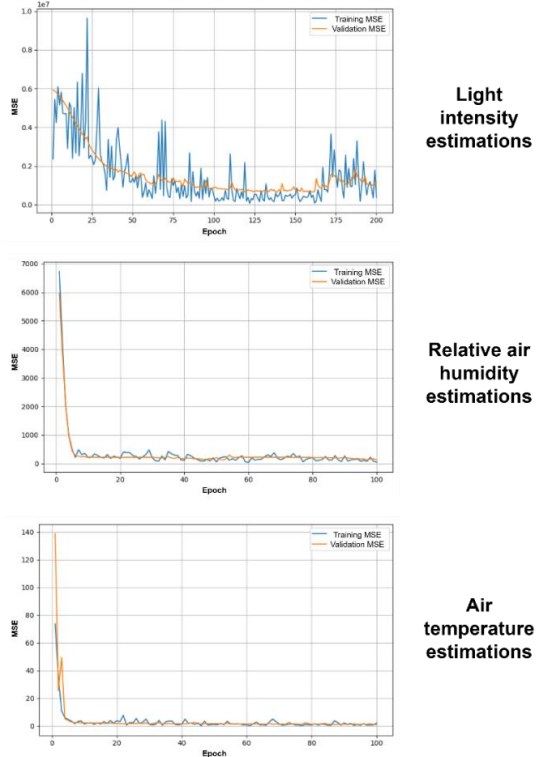 1e7
1.0
0.8
0.6
0.4
0.2
0.0
MSE
0 25 50 75 100 125 150 175 200
Epoch
Training MSE
Validation MSE
Light
intensity
estimations
7000
6000
5000
4000
3000
2000
1000
0
MSE
0 20 40 60 80 100
Epoch
Training MSE
Validation MSE
Relative air
humidity
estimations
140
120
100
80
60
40
20
0
MSE
0 20 40 60 80 100
Epoch
Training MSE
Validation MSE
Air
temperature
estimations